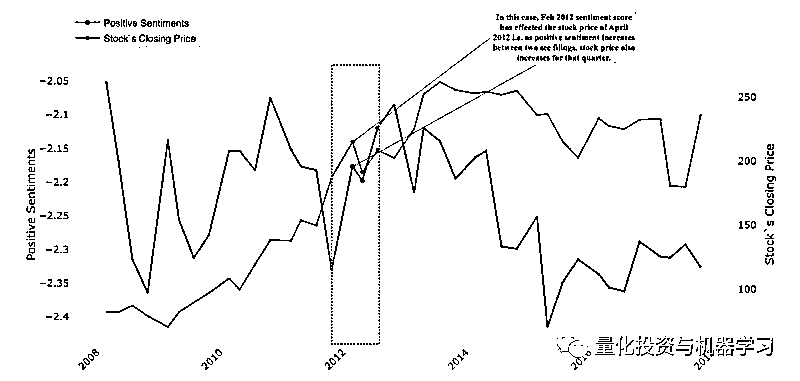 Positive Sentiments
Stock`s Closing Price
In this case, Feb 2012 sentiment score
has effected the stock price of April
2012 i.e. as positive sentiment increases
between two sec filings, stock price also
increases for that quarter.
−2.05
−2.1
−2.15
−2.2
−2.25
−2.3
−2.35
−2.4
Positive Sentiments
250
200
150
100
Stock`s Closing Price
2008
2010
2012
2014
量化投资与机器学习